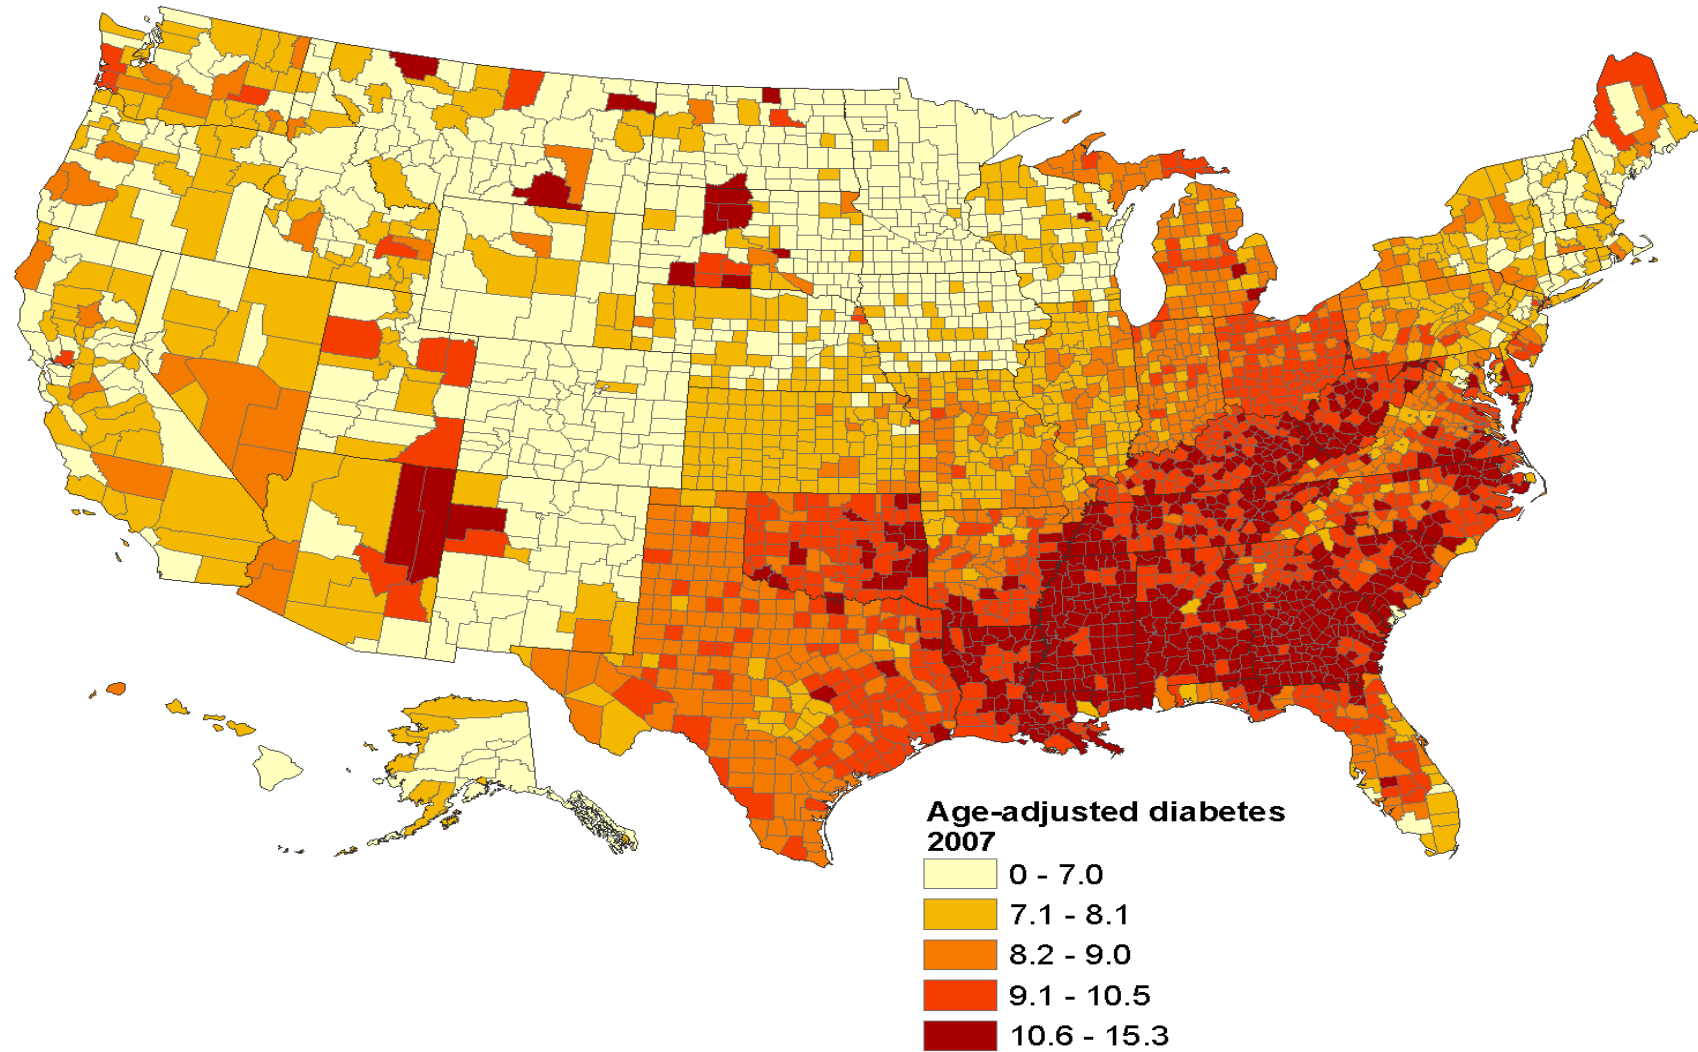 Age-adjusted diabetes
2007
0 - 7.0
7.1 - 8.1
8.2 - 9.0
9.1 - 10.5
10.6 - 15.3